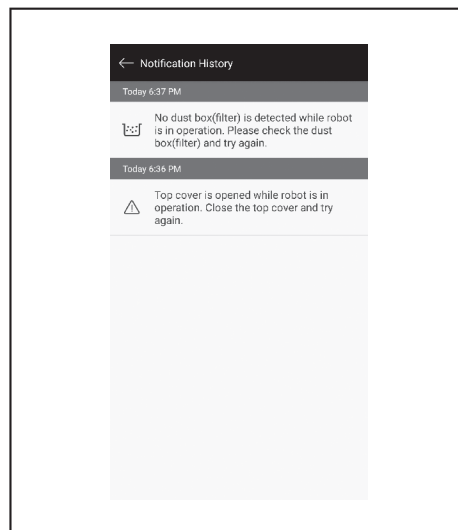 Notification History
Today 6:37 PM
No dust box(filter) is detected while robot
is in operation. Please check the dust
box(filter) and try again.
Today 6:36 PM
Top cover is opened while robot is in
operation. Close the top cover and try
again.